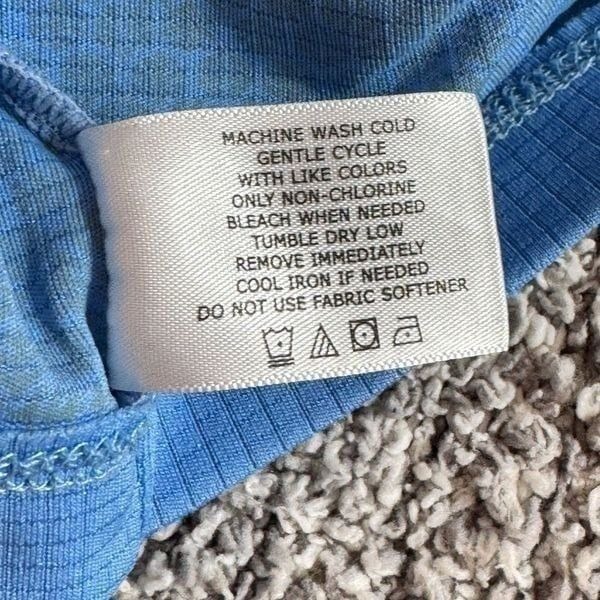 MACHINE WASH COLD
GENTLE CYCLE
WITH LIKE COLORS
ONLY NON-CHLORINE
BLEACH WHEN NEEDED
TUMBLE DRY LOW
REMOVE IMMEDIATELY
COOL IRON IF NEEDED
DO NOT USE FABRIC SOFTENER